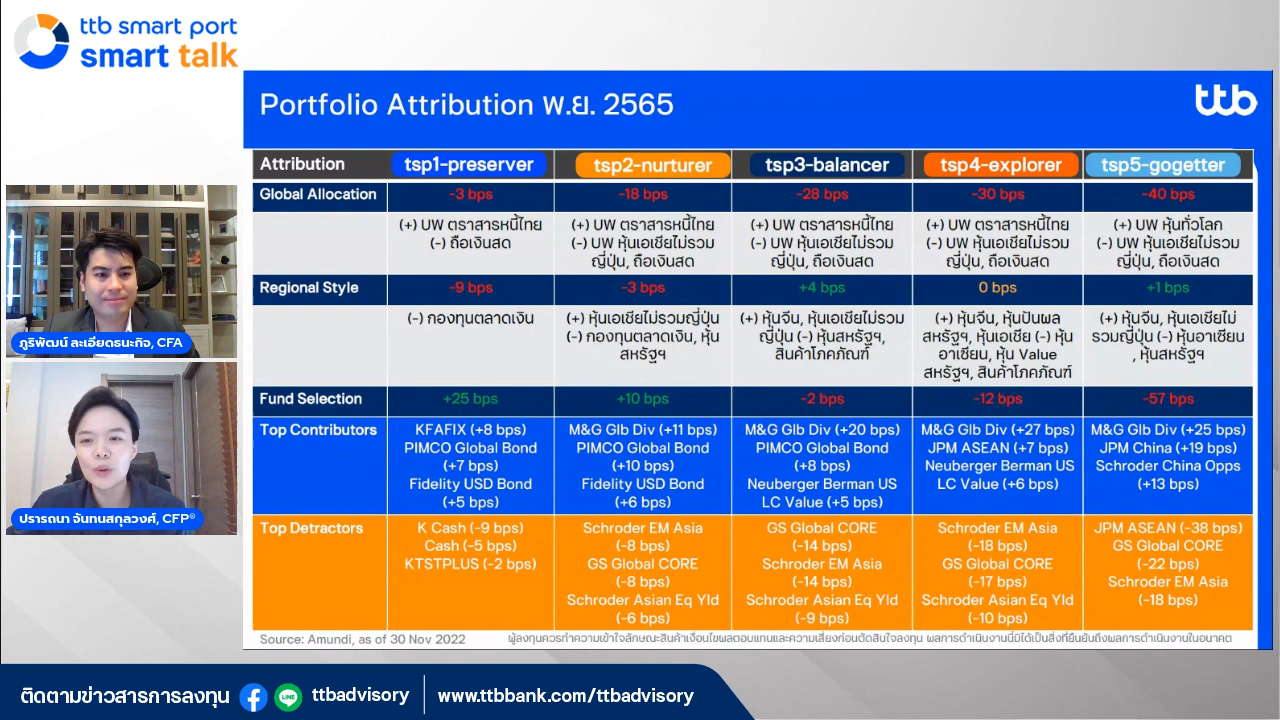 ttb smart port
smart talk
Portfolio Attribution พ.ย. 2565
ttb
Attribution tsp1-preserver tsp2-nurturer tsp3-balancer tsp4-explorer tsp5-gogetter
Global Allocation -3 bps -18 bps -28 bps -30 bps -40 bps
(+) UW ตราสารหนี้ไทย
(-) ถือเงินสด
(+) UW ตราสารหนี้ไทย
(-) UW หุ้นเอเชียไม่รวม
ญี่ปุ่น, ถือเงินสด
(+) UW ตราสารหนี้ไทย
(-) UW หุ้นเอเชียไม่รวม
ญี่ปุ่น, ถือเงินสด
(+) UW ตราสารหนี้ไทย
(-) UW หุ้นเอเชียไม่รวม
ญี่ปุ่น, ถือเงินสด
(+) UW หุ้นทั่วโลก
(-) UW หุ้นเอเชียไม่รวม
ญี่ปุ่น, ถือเงินสด
Regional Style -9 bps -3 bps +4 bps 0 bps +1 bps
(-) กองทุนตลาดเงิน
(+) หุ้นเอเชียไม่รวมญี่ปุ่น
(-) กองทุนตลาดเงิน, หุ้น
สหรัฐฯ
(+) หุ้นจีน, หุ้นเอเชียไม่รวม
ญี่ปุ่น (-) หุ้นสหรัฐฯ,
สินค้าโภคภัณฑ์
(+) หุ้นจีน, หุ้นปันผล
สหรัฐฯ, หุ้นเอเชีย (-) หุ้น
อาเซียน, หุ้น Value
สหรัฐฯ, สินค้าโภคภัณฑ์
(+) หุ้นจีน, หุ้นเอเชียไม่
รวมญี่ปุ่น (-) หุ้นอาเซียน
, หุ้นสหรัฐฯ
Fund Selection +25 bps +10 bps -2 bps -12 bps -57 bps
Top Contributors
KFAFIX (+8 bps)
PIMCO Global Bond
(+7 bps)
Fidelity USD Bond
(+5 bps)
M&G Glb Div (+11 bps)
PIMCO Global Bond
(+10 bps)
Fidelity USD Bond
(+6 bps)
M&G Glb Div (+20 bps)
PIMCO Global Bond
(+8 bps)
Neuberger Berman US
LC Value (+5 bps)
M&G Glb Div (+27 bps)
JPM ASEAN (+7 bps)
Neuberger Berman US
LC Value (+6 bps)
M&G Glb Div (+25 bps)
JPM China (+19 bps)
Schroder China Opps
(+13 bps)
Top Detractors
K Cash (-9 bps)
Cash (-5 bps)
KTSTPLUS (-2 bps)
Schroder EM Asia
(-8 bps)
GS Global CORE
(-8 bps)
Schroder Asian Eq Yld
(-6 bps)
GS Global CORE
(-14 bps)
Schroder EM Asia
(-14 bps)
Schroder Asian Eq Yld
(-9 bps)
Schroder EM Asia
(-18 bps)
GS Global CORE
(-17 bps)
Schroder Asian Eq Yld
(-10 bps)
JPM ASEAN (-38 bps)
GS Global CORE
(-22 bps)
Schroder EM Asia
(-18 bps)
Source: Amundi, as of 30 Nov 2022
ผู้ลงทุนควรทำความเข้าใจลักษณะสินค้าเงื่อนไขผลตอบแทนและความเสี่ยงก่อนตัดสินใจลงทุน ผลการดำเนินงานนี้มิได้เป็นสิ่งที่ยืนยันถึงผลการดำเนินงานในอนาคต
ภูริพัฒน์ ละเอียดธนะกิจ, CFA
ปรารถนา จันทนสกุลวงศ์, CFP®
ติดตามข่าวสารการลงทุน ttbadvisory www.ttbbank.com/ttbadvisory